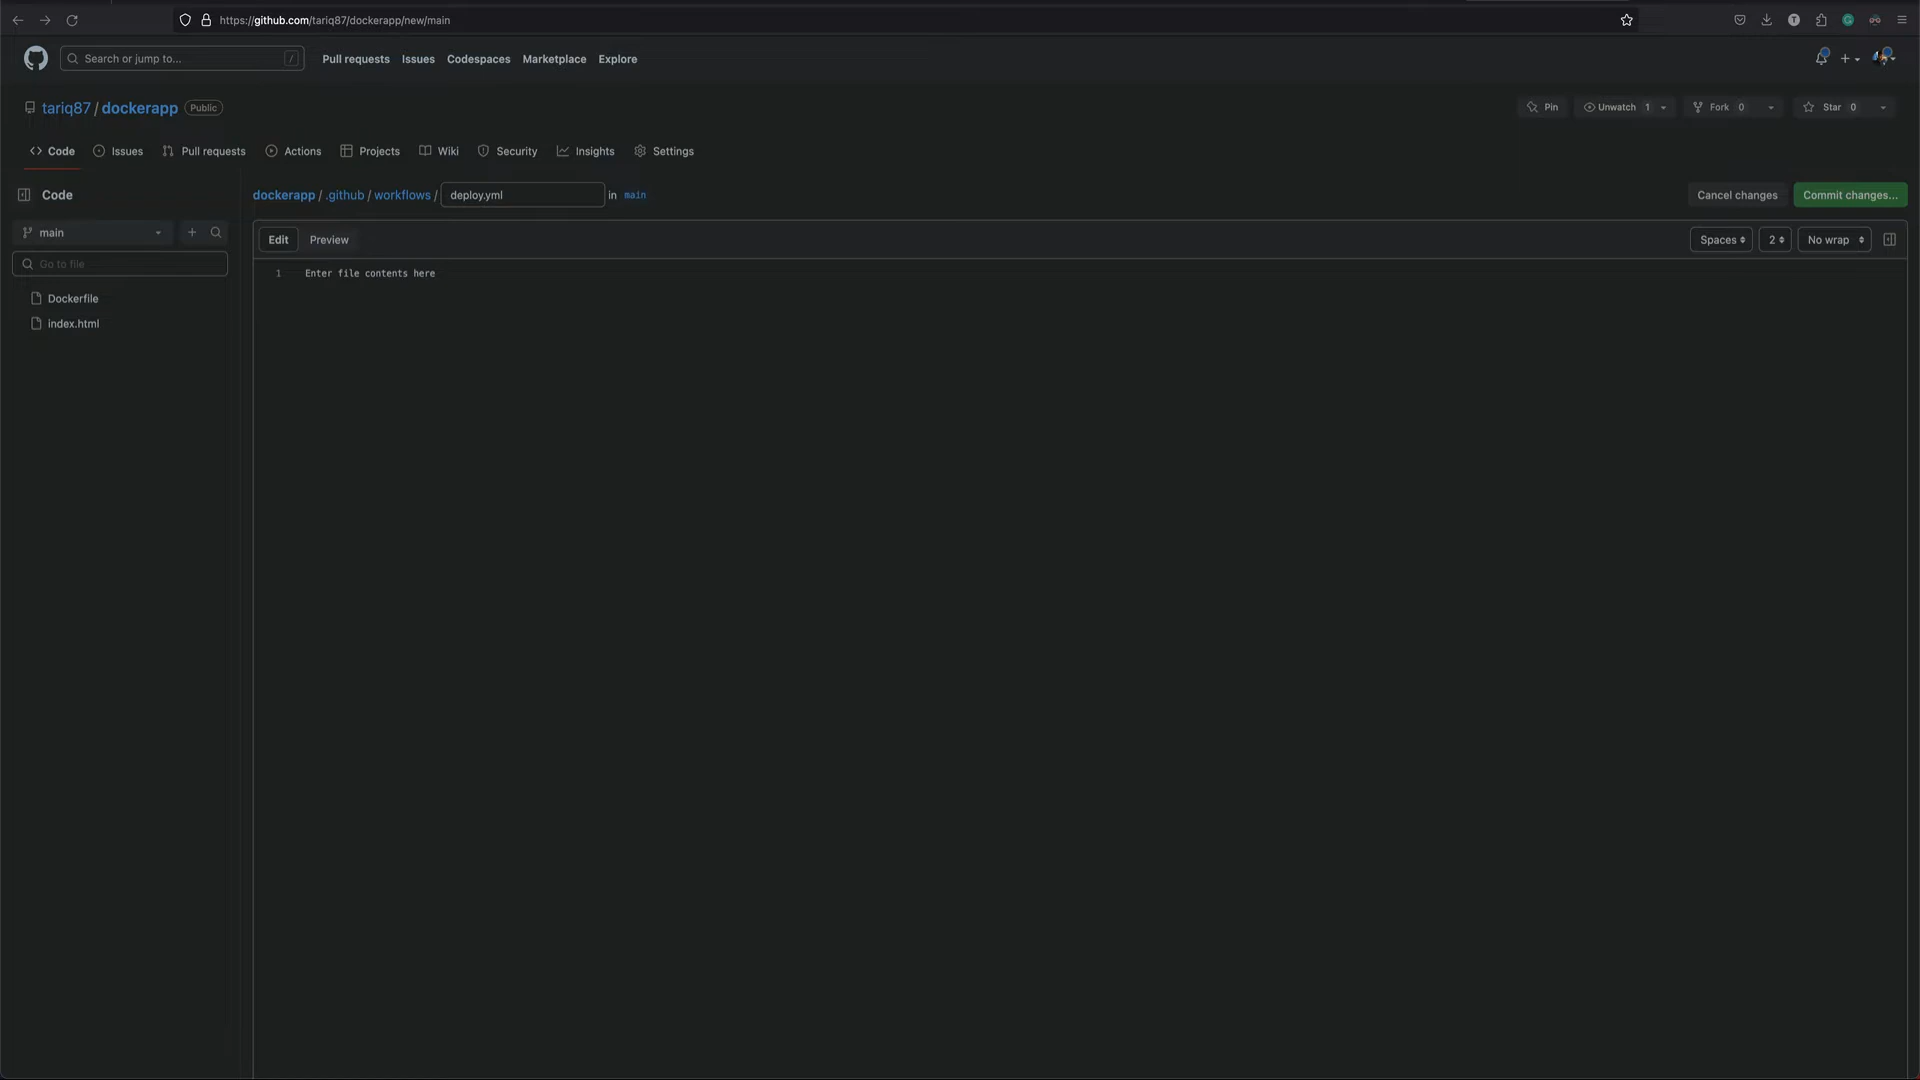 https://github.com/tariq87/dockerapp/new/main
Search or jump to... / Pull requests Issues Codespaces Marketplace Explore
tariq87 / dockerapp Public Pin Unwatch 1 Fork 0 Star 0
Code Issues Pull requests Actions Projects Wiki Security Insights Settings
Code dockerapp / .github / workflows / deploy.yml in main Cancel changes Commit changes...
main
Edit Preview Spaces 2 No wrap
Go to file
1 Enter file contents here
Dockerfile
index.html